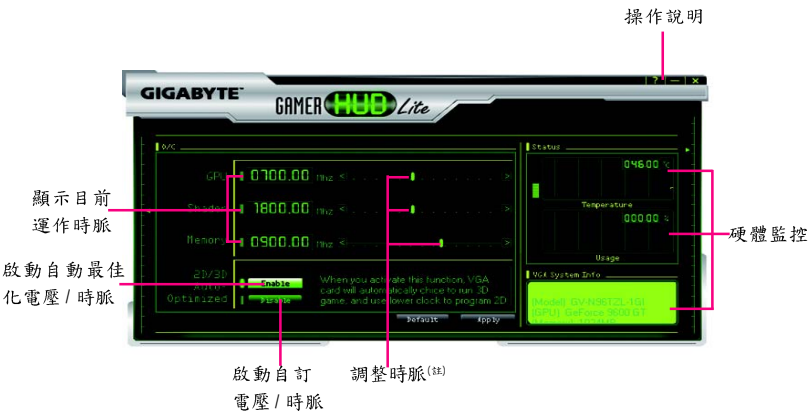 操作說明
? — ×
GIGABYTE™
GAMER HUD Lite
O/C
GPU 0700.00 Mhz < >
Shader 1800.00 Mhz < >
Memory 0900.00 Mhz < >
2D/3D
Auto-
Optimized
Enable
Disable
When you activate this function, VGA
card will automatically choice to run 3D
game, and use lower clock to program 2D
Default
Apply
Status
046.00 °C
Temperature
000.00 %
Usage
VGA System Info
(Model) GV-N96TZL-1GI
(GPU) GeForce 9600 GT
顯示目前
運作時脈
啟動自動最佳
化電壓 / 時脈
硬體監控
啟動自訂
電壓 / 時脈
調整時脈(註)